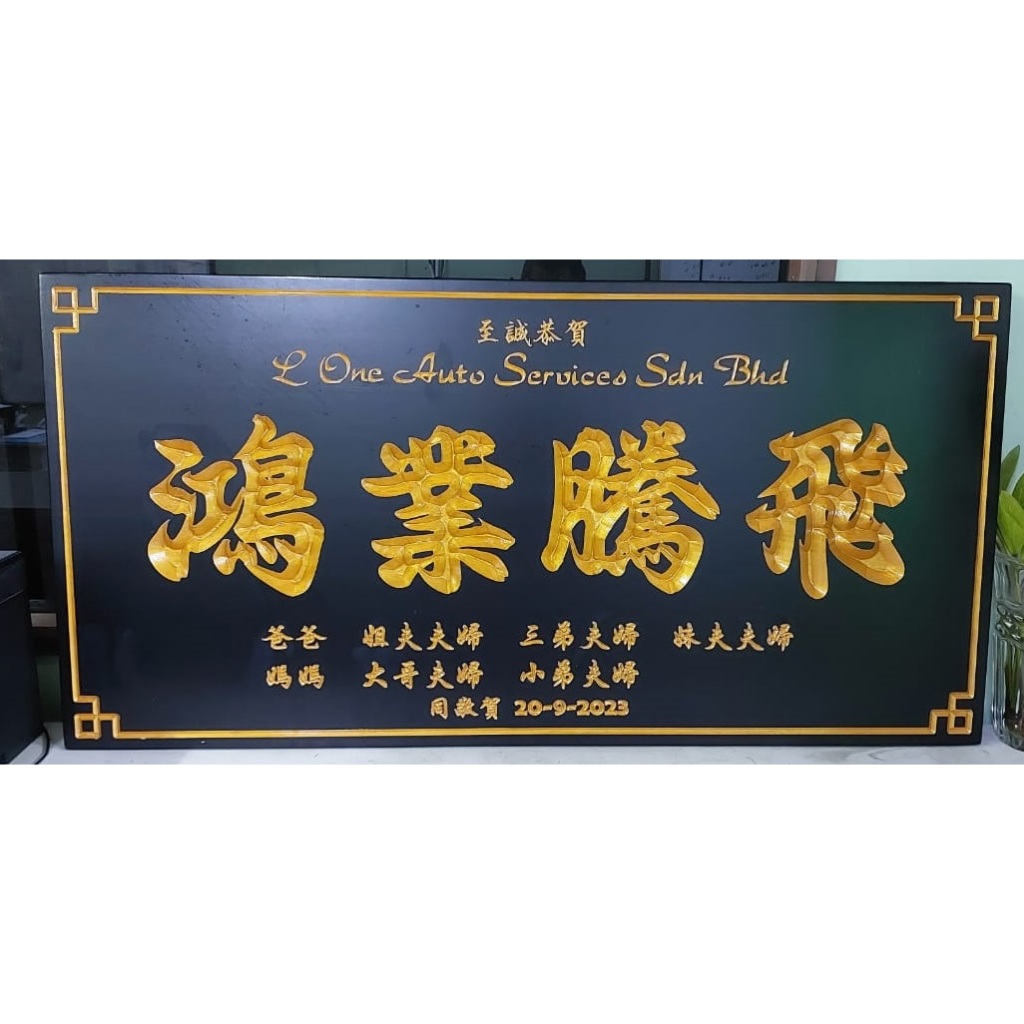 至誠恭賀
L One Auto Services Sdn Bhd
鴻業騰飛
爸爸 姐夫夫婦 三弟夫婦 妹夫夫婦
媽媽 大哥夫婦 小弟夫婦
同敬賀 20-9-2023